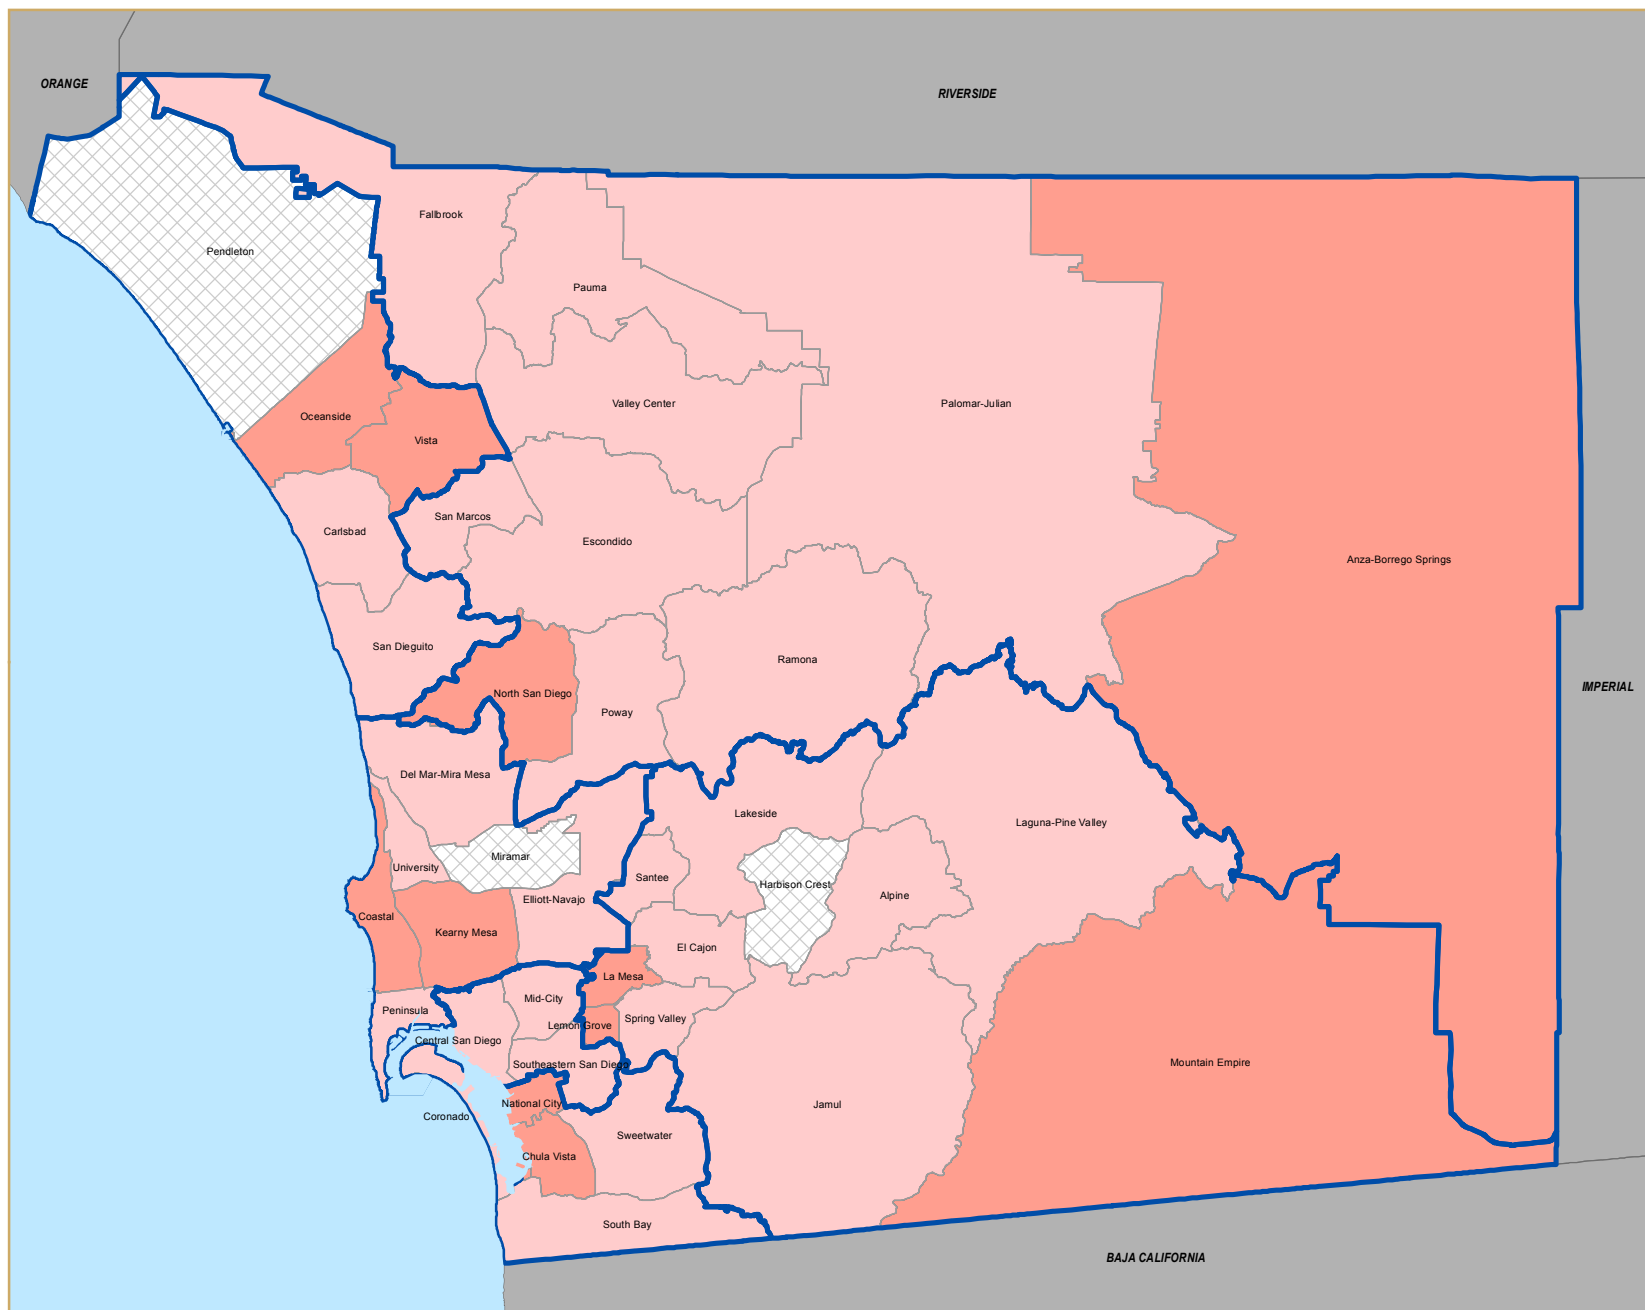 ORANGE
RIVERSIDE
Fallbrook
Pendleton
Pauma
Oceanside
Valley Center
Palomar-Julian
Vista
San Marcos
Carlsbad
Escondido
Anza-Borrego Springs
San Dieguito
Ramona
North San Diego
IMPERIAL
Poway
Del Mar-Mira Mesa
Lakeside
Laguna-Pine Valley
Miramar
University
Santee
Harbison Crest
Alpine
Elliott-Navajo
Coastal
Kearny Mesa
El Cajon
La Mesa
Mid-City
Peninsula
Lemon Grove
Spring Valley
Central San Diego
Southeastern San Diego
Mountain Empire
National City
Jamul
Coronado
Sweetwater
Chula Vista
South Bay
BAJA CALIFORNIA